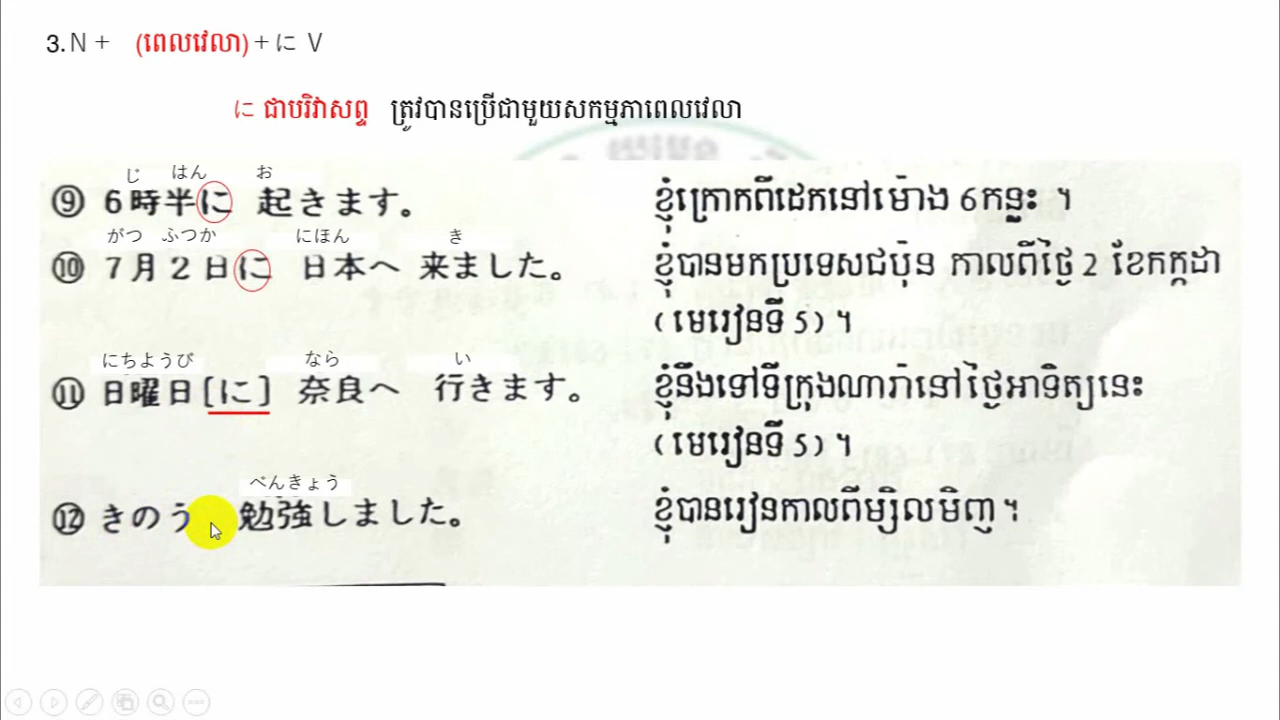 3. N + (ពេលវេលា) + に V
に ជាបរិវាសព្ទ ត្រូវបានប្រើជាមួយសកម្មភាពេលវេលា
じ はん お
⑨ 6時半に 起きます。 ខ្ញុំក្រោកពីដេកនៅម៉ោង 6កន្លះ ។
がつ ふつか にほん き
⑩ 7月2日に 日本へ 来ました。 ខ្ញុំបានមកប្រទេសជប៉ុន កាលពីថ្ងៃ 2 ខែកក្កដា
(មេរៀនទី 5) ។
にちようび なら い
⑪ 日曜日[に] 奈良へ 行きます。 ខ្ញុំនឹងទៅទីក្រុងណារ៉ានៅថ្ងៃអាទិត្យនេះ
(មេរៀនទី 5) ។
べんきょう
⑫ きのう 勉強しました。 ខ្ញុំបានរៀនកាលពីម្សិលមិញ ។